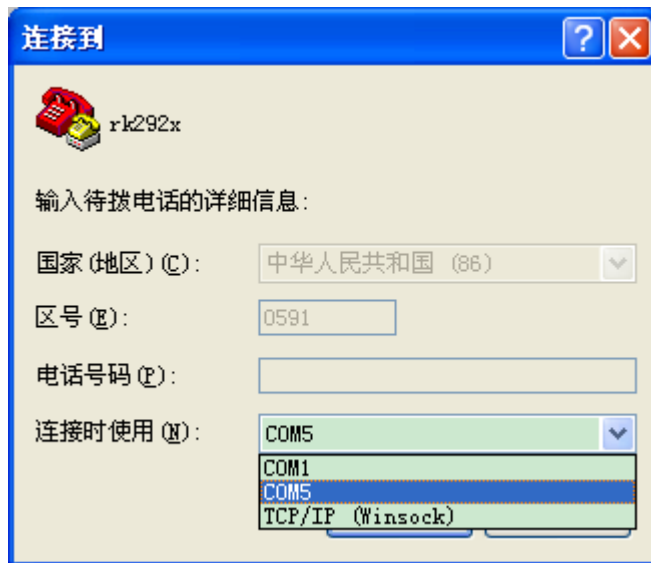 连接到
rk292x
输入待拨电话的详细信息:
国家(地区)(C): 中华人民共和国 (86)
区号(E): 0591
电话号码(P):
连接时使用(N): COM5
COM1
COM5
TCP/IP (Winsock)